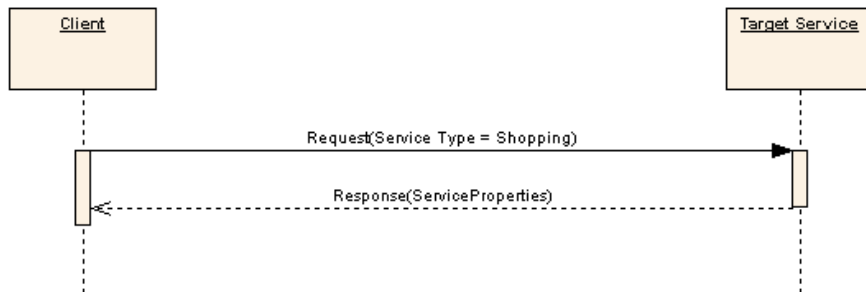 Client
Target Service
Request(Service Type = Shopping)
Response(ServiceProperties)